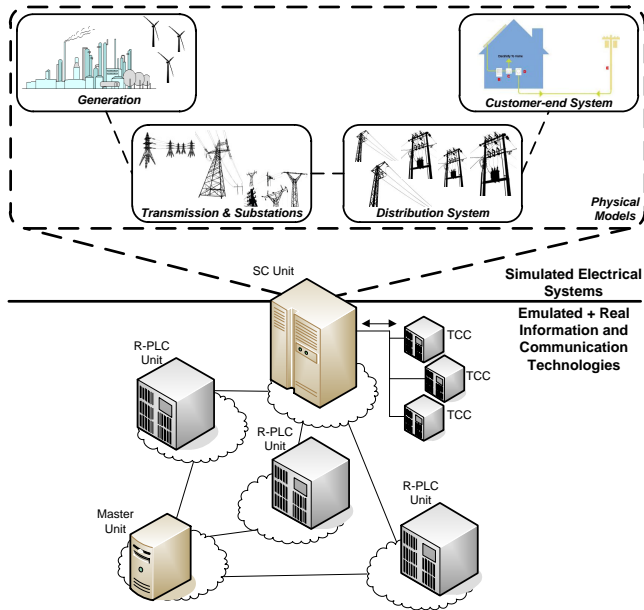 Generation
Customer-end System
Transmission & Substations
Distribution System
Physical
Models
SC Unit
Simulated Electrical
Systems
Emulated + Real
Information and
Communication
Technologies
R-PLC
Unit
TCC
TCC
TCC
R-PLC
Unit
R-PLC
Unit
Master
Unit